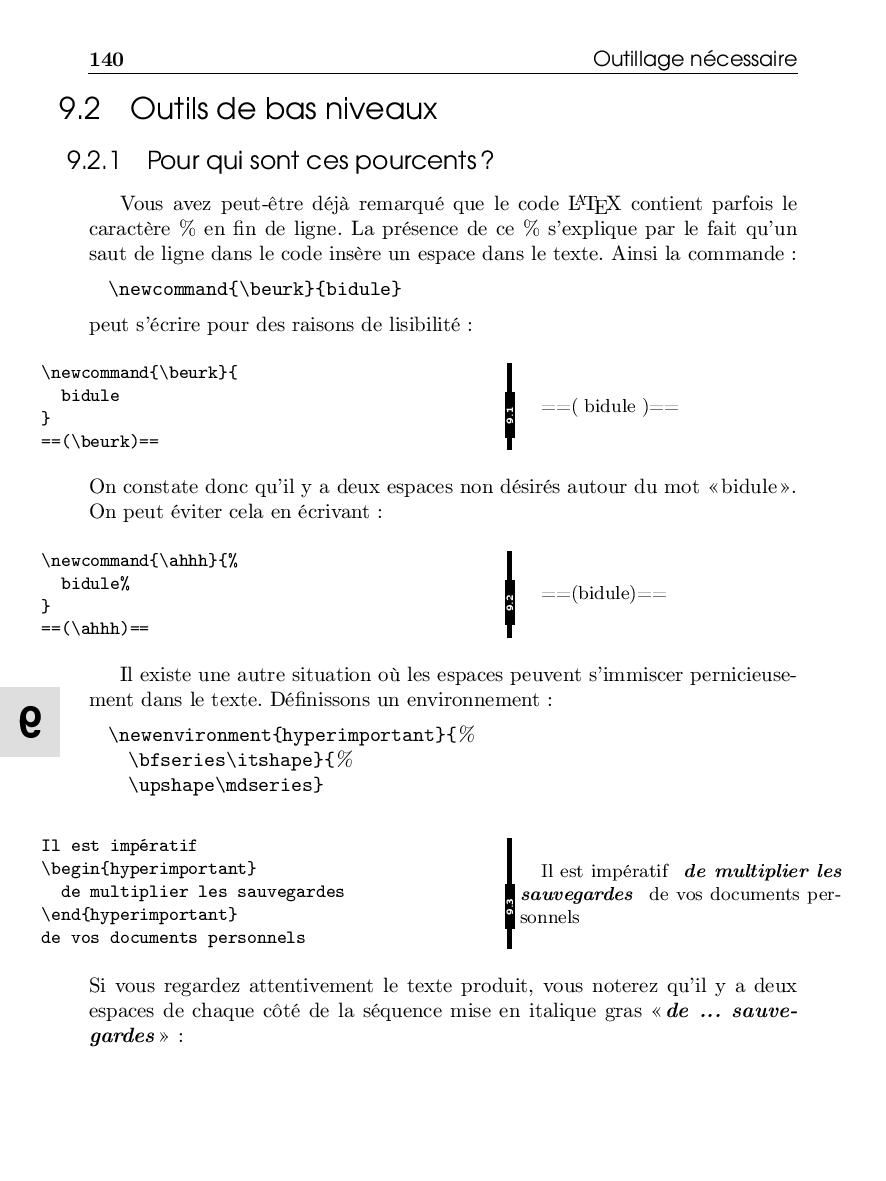 140 Outillage nécessaire
9.2 Outils de bas niveaux
9.2.1 Pour qui sont ces pourcents ?
Vous avez peut-être déjà remarqué que le code LATEX contient parfois le
caractère % en fin de ligne. La présence de ce % s'explique par le fait qu'un
saut de ligne dans le code insère un espace dans le texte. Ainsi la commande :
\newcommand{\beurk}{bidule}
peut s'écrire pour des raisons de lisibilité :
\newcommand{\beurk}{
  bidule
}
==(\beurk)==
9.1
==( bidule )==
On constate donc qu'il y a deux espaces non désirés autour du mot « bidule ».
On peut éviter cela en écrivant :
\newcommand{\ahhh}{%
  bidule%
}
==(\ahhh)==
9.2
==(bidule)==
Il existe une autre situation où les espaces peuvent s'immiscer pernicieuse-
ment dans le texte. Définissons un environnement :
9
\newenvironment{hyperimportant}{%
  \bfseries\itshape}{%
  \upshape\mdseries}
Il est impératif
\begin{hyperimportant}
  de multiplier les sauvegardes
\end{hyperimportant}
de vos documents personnels
9.3
Il est impératif de multiplier les
sauvegardes de vos documents per-
sonnels
Si vous regardez attentivement le texte produit, vous noterez qu'il y a deux
espaces de chaque côté de la séquence mise en italique gras « de ... sauve-
gardes » :